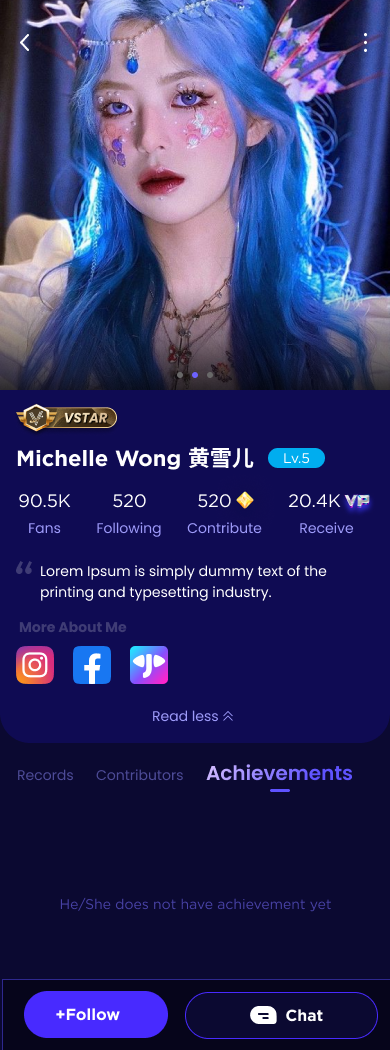 VSTAR
Michelle Wong 黄雪儿 Lv.5
90.5K 520 520 20.4K VP
Fans Following Contribute Receive
“ Lorem Ipsum is simply dummy text of the
printing and typesetting industry.
More About Me
Read less
Records Contributors Achievements
He/She does not have achievement yet
+Follow Chat